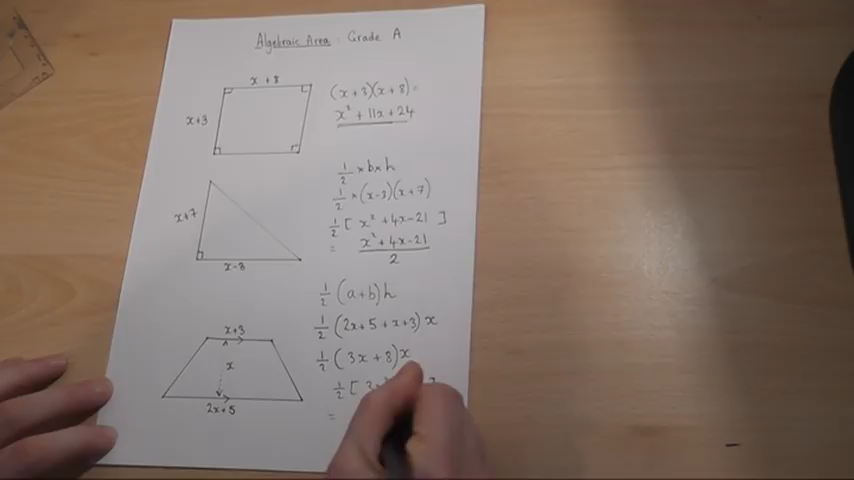 Algebraic Area : Grade A
x + 8
x+3
(x+3)(x+8) =
x² + 11x + 24
1/2 × b × h
1/2 × (x-3)(x+7)
x+7
1/2 [ x² + 4x - 21 ]
= x² + 4x - 21 / 2
x-3
1/2 (a+b)h
1/2 (2x+5 + x+3) x
x+3
1/2 (3x + 8)x
x
1/2 [
2x+5
=